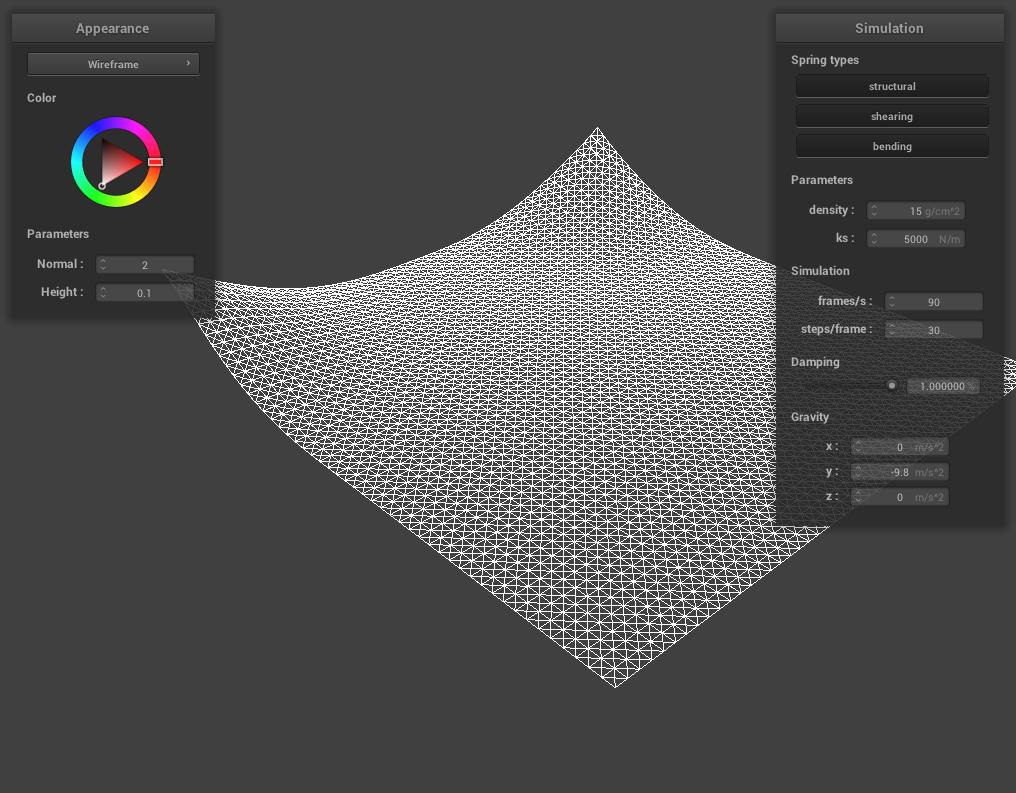 Appearance
Wireframe ›
Color
Parameters
Normal : 2
Height : 0.1
Simulation
Spring types
structural
shearing
bending
Parameters
density : 15 g/cm^2
ks : 5000 N/m
Simulation
frames/s : 90
steps/frame : 30
Damping
1.000000 %
Gravity
x : 0 m/s^2
y : -9.8 m/s^2
z : 0 m/s^2